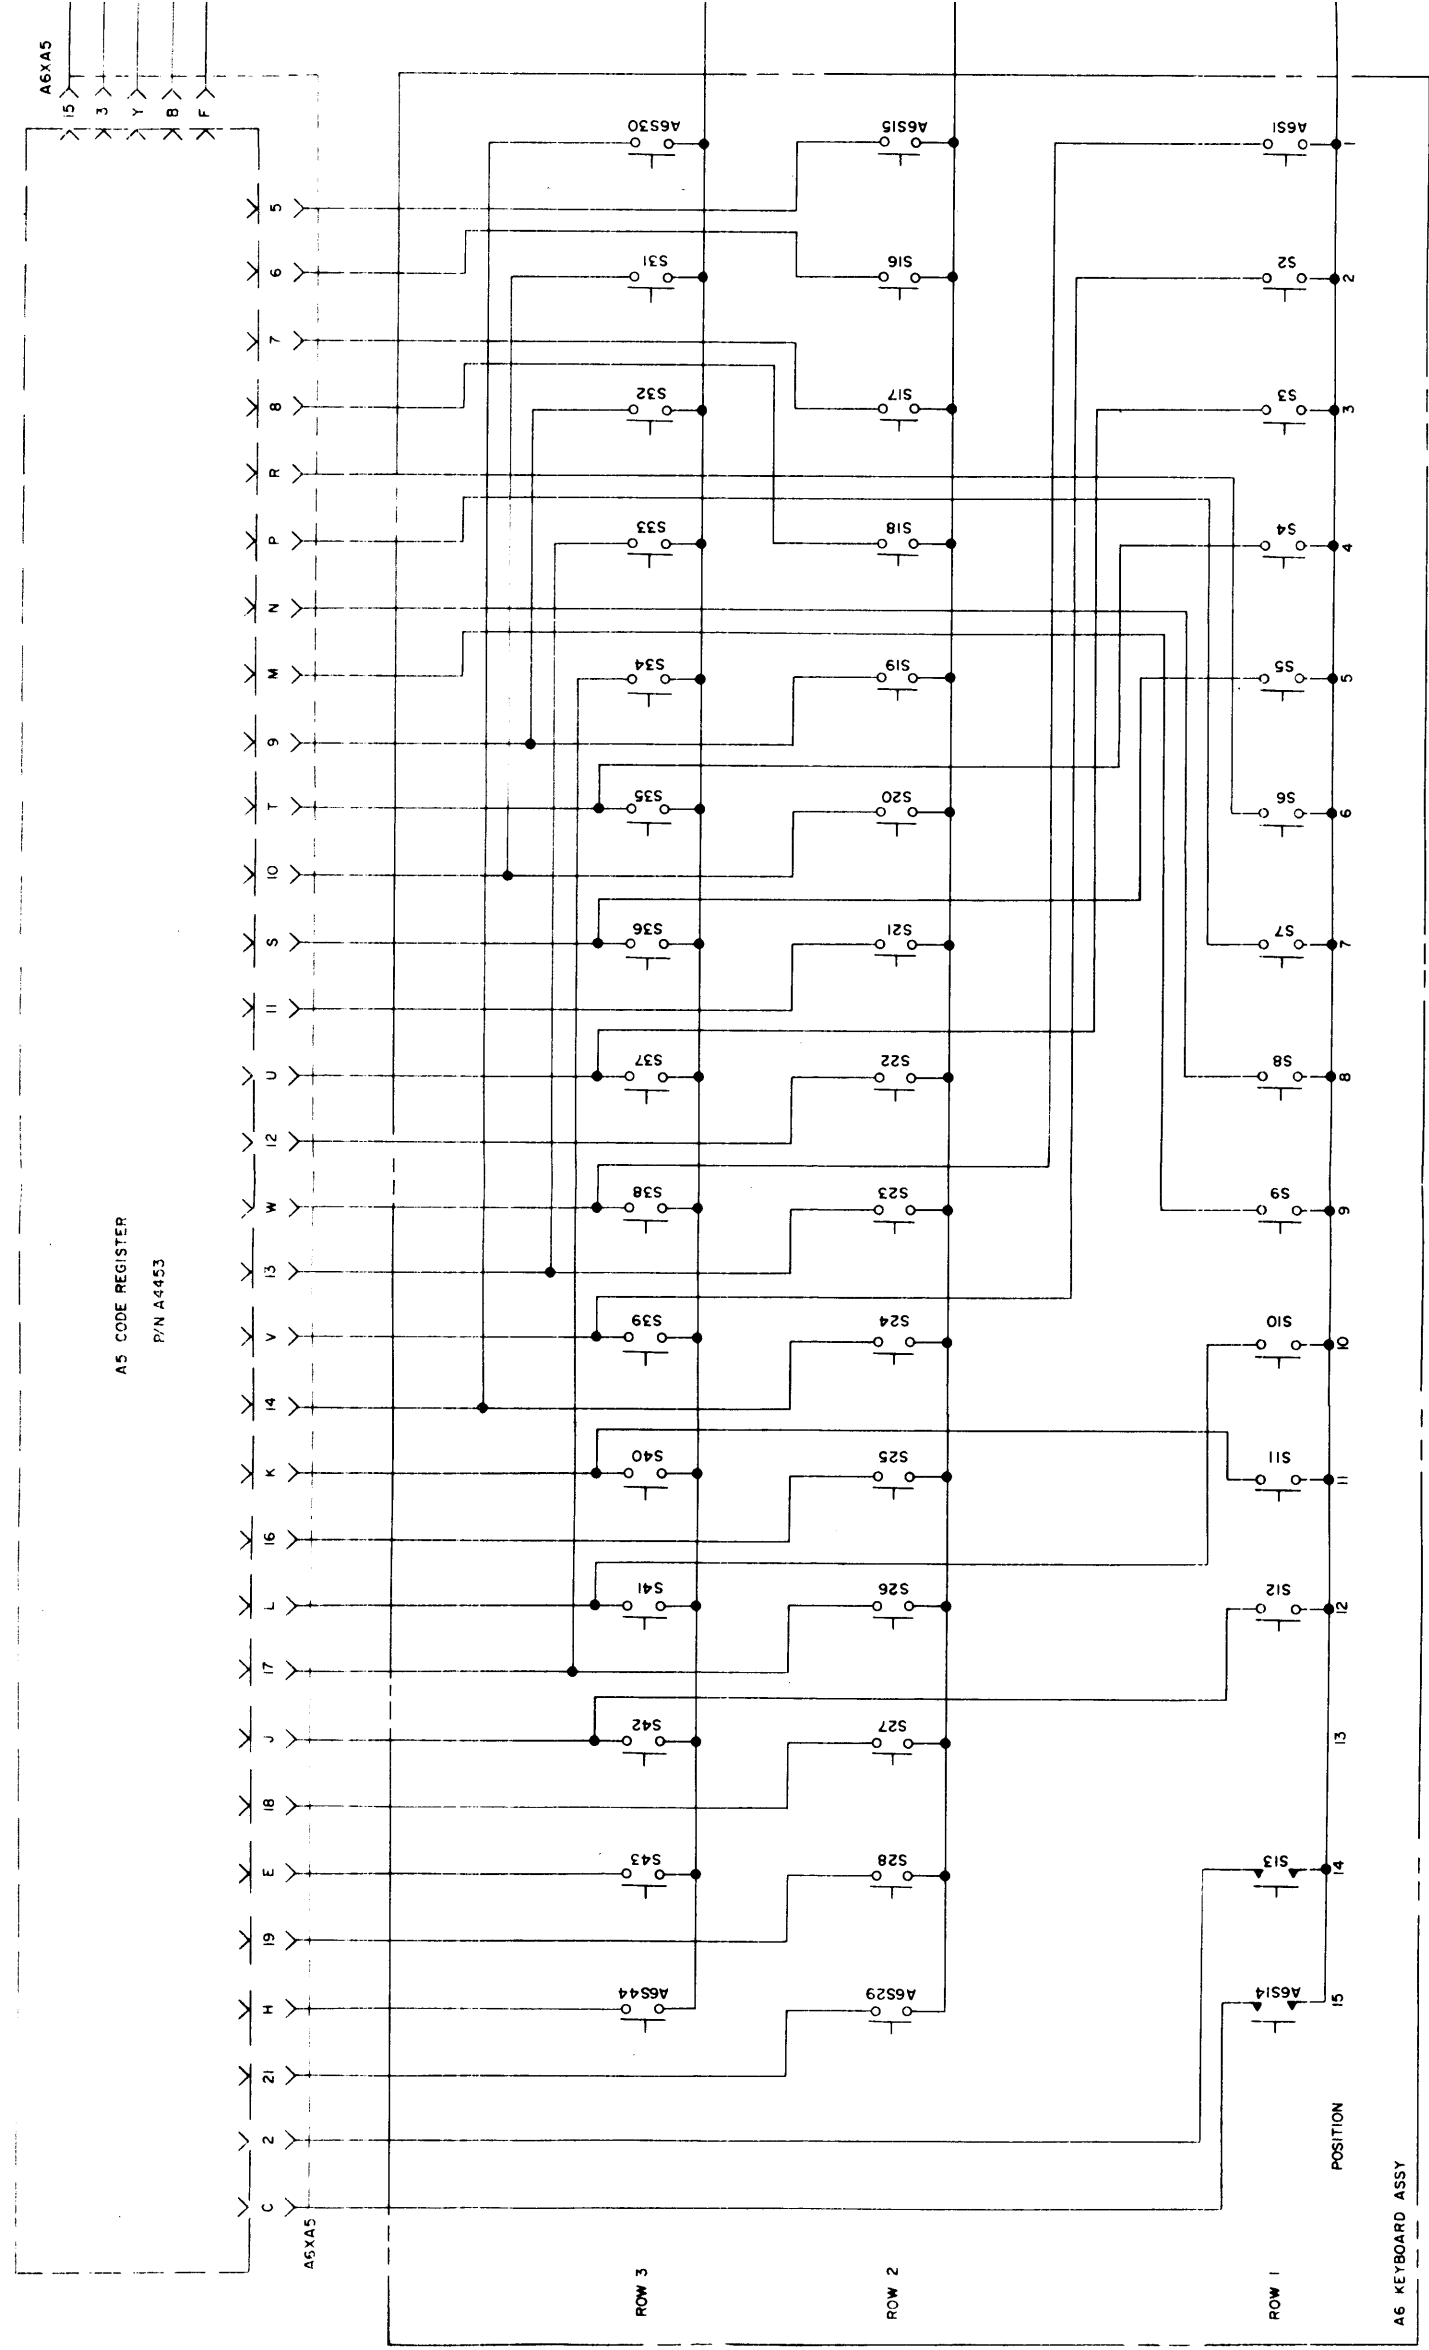 A6XA5
15
3
Y
B
F
A5 CODE REGISTER
P/N A4453
5
6
7
8
R
P
N
M
9
T
10
S
11
U
12
W
13
V
14
K
16
L
17
J
18
E
19
H
21
2
C
A6XA5
ROW 3
A6S30
S31
S32
S33
S34
S35
S36
S37
S38
S39
S40
S41
S42
S43
A6S44
ROW 2
A6S15
S16
S17
S18
S19
S20
S21
S22
S23
S24
S25
S26
S27
S28
A6S29
ROW 1
A6S1
S2
S3
S4
S5
S6
S7
S8
S9
S10
S11
S12
S13
A6S14
POSITION
1
2
3
4
5
6
7
8
9
10
11
12
13
14
15
A6 KEYBOARD ASSY